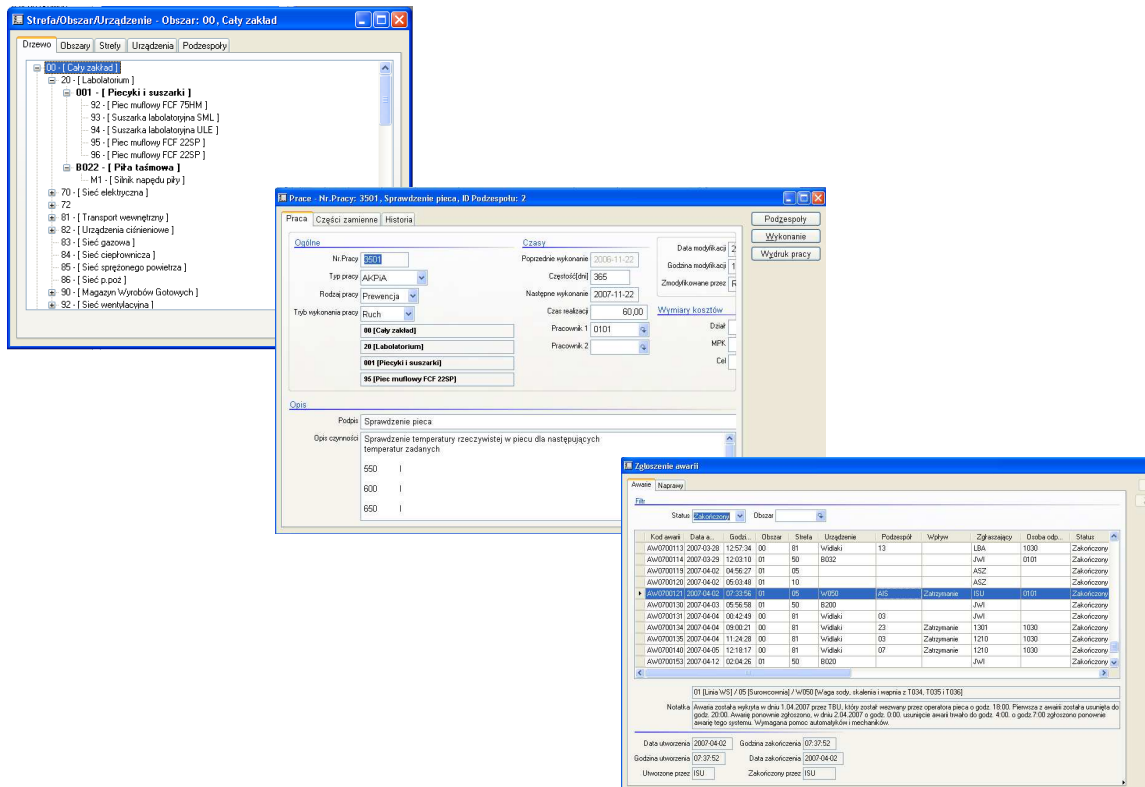 Strefa/Obszar/Urządzenie - Obszar: 00, Cały zakład
Drzewo Obszary Strefy Urządzenia Podzespoły
00 - [ Cały zakład ]
20 - [ Labolatorium ]
001 - [ Piecyki i suszarki ]
92 - [ Piec muflowy FCF 75HM ]
93 - [ Suszarka labolatoryjna SML ]
94 - [ Suszarka labolatoryjna ULE ]
95 - [ Piec muflowy FCF 22SP ]
96 - [ Piec muflowy FCF 22SP ]
B022 - [ Piła taśmowa ]
M1 - [ Silnik napędu piły ]
70 - [ Sieć elektryczna ]
72
81 - [ Transport wewnętrzny ]
82 - [ Urządzenia ciśnieniowe ]
83 - [ Sieć gazowa ]
84 - [ Sieć ciepłownicza ]
85 - [ Sieć sprężonego powietrza ]
86 - [ Sieć p.poż ]
90 - [ Magazyn Wyrobów Gotowych ]
92 - [ Sieć wentylacyjna ]
Prace - Nr.Pracy: 3501, Sprawdzenie pieca, ID Podzespołu: 2
Praca Części zamienne Historia
Podzespoły
Wykonanie
Wydruk pracy
Ogólne
Nr.Pracy 3501
Typ pracy AKPiA
Rodzaj pracy Prewencja
Tryb wykonania pracy Ruch
00 [Cały zakład]
20 [Labolatorium]
001 [Piecyki i suszarki]
95 [Piec muflowy FCF 22SP]
Czasy
Poprzednie wykonanie 2006-11-22
Częstość[dni] 365
Następne wykonanie 2007-11-22
Czas realizacji 60,00
Pracownik 1 0101
Pracownik 2
Data modyfikacji 2
Godzina modyfikacji 1
Zmodyfikowane przez R
Wymiary kosztów
Dział
MPK
Cel
Opis
Podpis Sprawdzenie pieca
Opis czynności Sprawdzenie temperatury rzeczywistej w piecu dla następujących
temperatur zadanych
550 I
600 I
650 I
Zgłoszenie awarii
Awarie Naprawy
Filtr
Status Zakończony Obszar
Kod awarii Data a... Godzi... Obszar Strefa Urządzenie Podzespół Wpływ Zgłaszający Osoba odp... Status
AW0700113 2007-03-28 12:57:34 00 81 Widlaki 13 LBA 1030 Zakończony
AW0700114 2007-03-29 12:03:10 01 50 B032 JWI 0101 Zakończony
AW0700119 2007-04-02 04:56:27 01 05 ASZ Zakończony
AW0700120 2007-04-02 05:03:48 01 10 ASZ Zakończony
AW0700121 2007-04-02 07:33:56 01 05 W050 AIS Zatrzymanie ISU 0101 Zakończony
AW0700130 2007-04-03 05:56:58 01 50 B200 JWI Zakończony
AW0700131 2007-04-04 00:42:49 00 81 Widlaki 03 JWI Zakończony
AW0700134 2007-04-04 09:00:21 00 81 Widlaki 23 Zatrzymanie 1301 1030 Zakończony
AW0700135 2007-04-04 11:24:28 00 81 Widlaki 03 Zatrzymanie 1210 1030 Zakończony
AW0700140 2007-04-05 12:18:17 00 81 Widlaki 07 Zatrzymanie 1210 1030 Zakończony
AW0700153 2007-04-12 02:04:26 01 50 B020 JWI Zakończony
01 [Linia WS] / 05 [Surowcownia] / W050 [Waga sody, skalenia i wapnia z T034, T035 i T036]
Notatka Awaria została wykryta w dniu 1.04.2007 przez TBU, który został wezwany przez operatora pieca o godz. 18:00. Pierwsza z awarii została usunięta do
godz. 20:00. Awarię ponownie zgłoszono, w dniu 2.04.2007 o godz. 0:00. usunięcie awarii trwało do godz. 4:00. o godz.7:00 zgłoszono ponownie
awarię tego systemu. Wymagana pomoc automatyków i mechaników.
Data utworzenia 2007-04-02 Godzina zakończenia 07:37:52
Godzina utworzenia 07:37:52 Data zakończenia 2007-04-02
Utworzone przez ISU Zakończony przez ISU